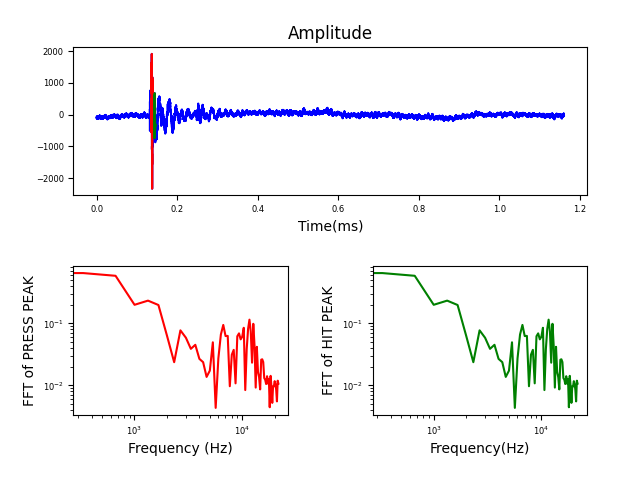 Amplitude
2000
1000
0
−1000
−2000
0.0 0.2 0.4 0.6 0.8 1.0 1.2
Time(ms)
FFT of PRESS PEAK
10⁻¹
10⁻²
10³ 10⁴
Frequency (Hz)
FFT of HIT PEAK
10⁻¹
10⁻²
10³ 10⁴
Frequency(Hz)